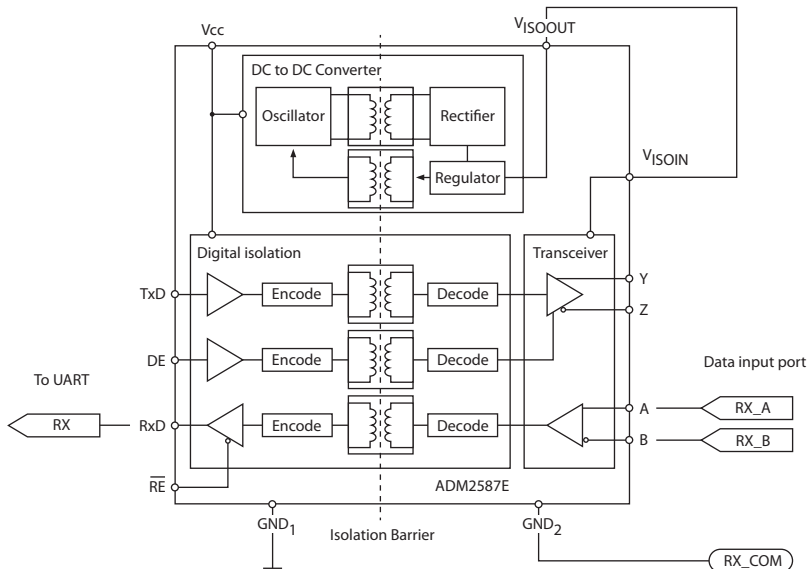 Vcc
VISOOUT
DC to DC Converter
Oscillator
Rectifier
Regulator
VISOIN
Digital isolation
Transceiver
TxD
Encode
Decode
Y
Z
DE
Encode
Decode
To UART
Data input port
RX
RxD
Encode
Decode
A
RX_A
B
RX_B
RE
ADM2587E
GND1
Isolation Barrier
GND2
RX_COM